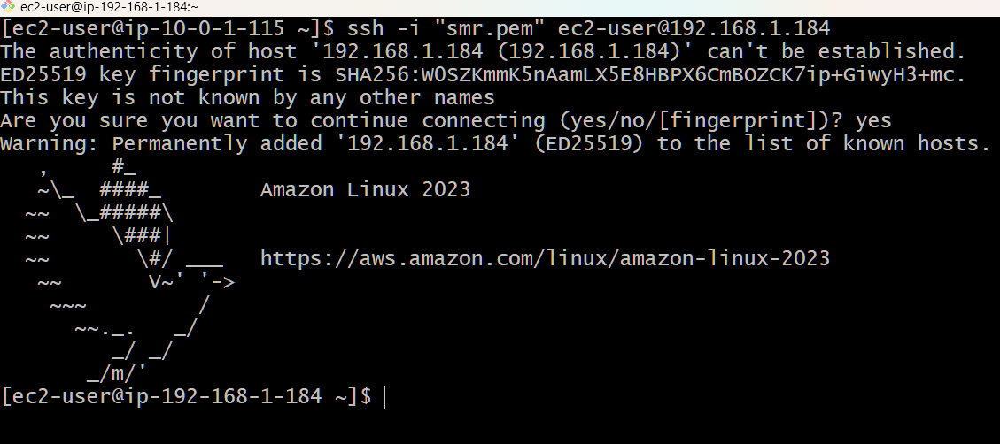 ec2-user@ip-192-168-1-184:~
[ec2-user@ip-10-0-1-115 ~]$ ssh -i "smr.pem" ec2-user@192.168.1.184
The authenticity of host '192.168.1.184 (192.168.1.184)' can't be established.
ED25519 key fingerprint is SHA256:WOSZKmmK5nAamLX5E8HBPX6CmBOZCK7ip+GiwyH3+mc.
This key is not known by any other names
Are you sure you want to continue connecting (yes/no/[fingerprint])? yes
Warning: Permanently added '192.168.1.184' (ED25519) to the list of known hosts.
   ,     #_
   ~\_  ####_        Amazon Linux 2023
  ~~  \_#####\
  ~~     \###|
  ~~       \#/ ___   https://aws.amazon.com/linux/amazon-linux-2023
   ~~       V~' '->
    ~~~         /
      ~~._.   _/
         _/ _/
       _/m/'
[ec2-user@ip-192-168-1-184 ~]$